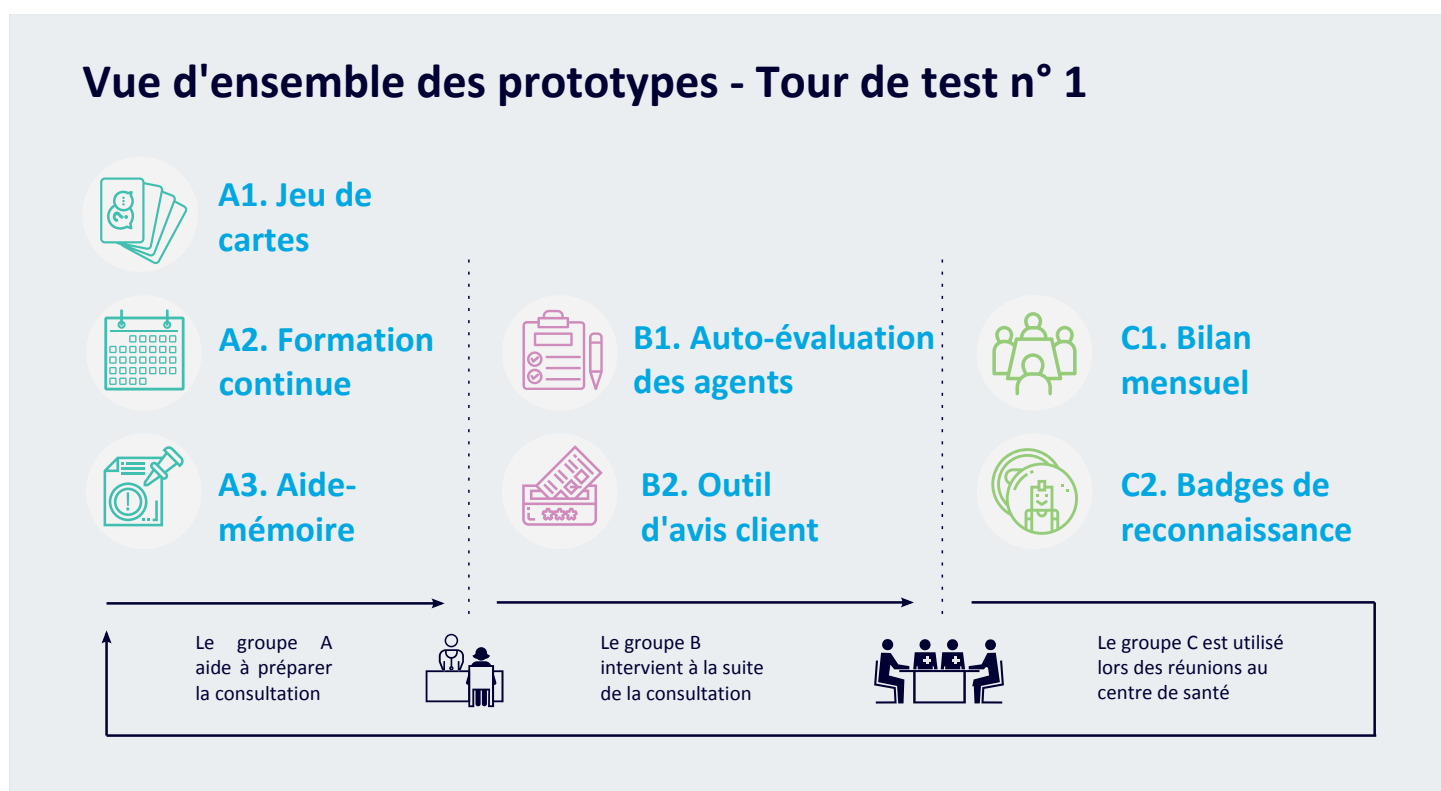 Vue d'ensemble des prototypes - Tour de test n° 1
A1. Jeu de
cartes
A2. Formation
continue
A3. Aide-
mémoire
B1. Auto-évaluation
des agents
B2. Outil
d'avis client
C1. Bilan
mensuel
C2. Badges de
reconnaissance
Le groupe A
aide à préparer
la consultation
Le groupe B
intervient à la suite
de la consultation
Le groupe C est utilisé
lors des réunions au
centre de santé